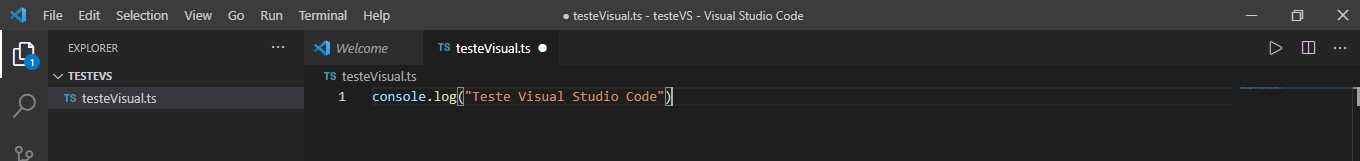 File Edit Selection View Go Run Terminal Help ● testeVisual.ts - testeVS - Visual Studio Code
EXPLORER ··· Welcome TS testeVisual.ts ●
1
TESTEVS TS testeVisual.ts
TS testeVisual.ts 1 console.log("Teste Visual Studio Code")